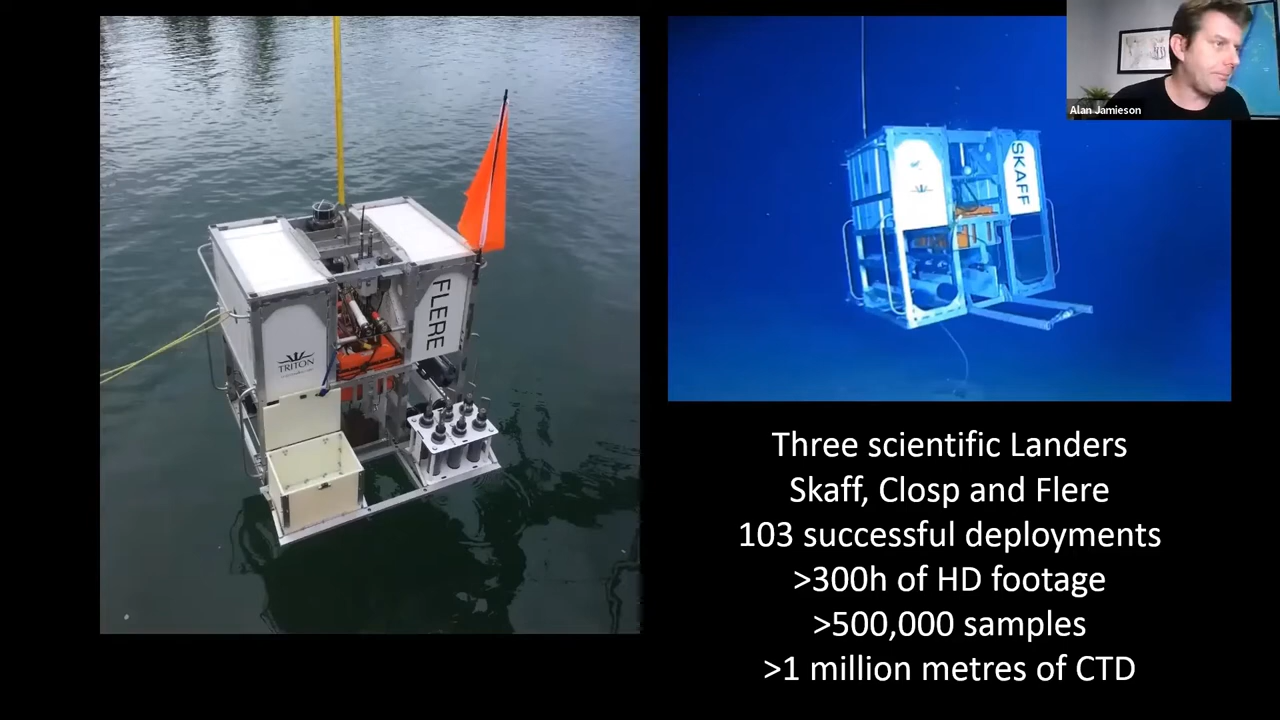 FLERE
TRITON
SKAFF
Alan Jamieson
Three scientific Landers
Skaff, Closp and Flere
103 successful deployments
>300h of HD footage
>500,000 samples
>1 million metres of CTD